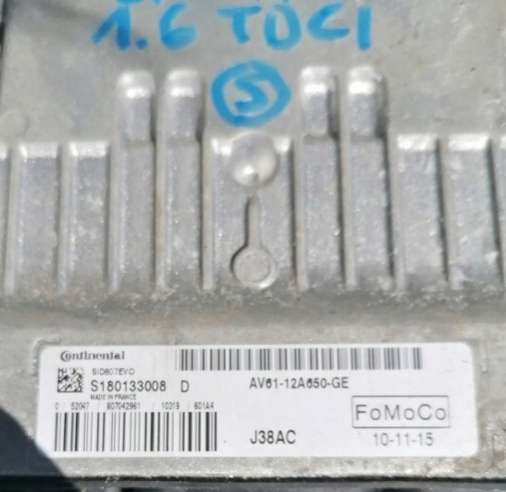 1.6 TDCI
S
Continental
SID807EVO
S180133008 D
MADE IN FRANCE
AV61-12A650-GE
FoMoCo
J38AC
10-11-15